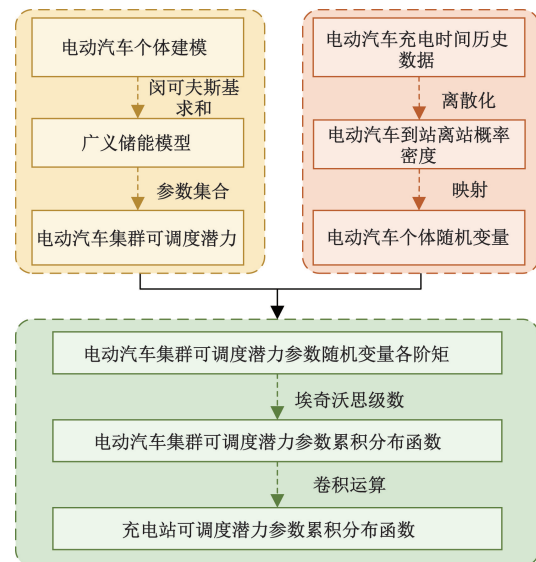 电动汽车个体建模
闵可夫斯基
求和
广义储能模型
参数集合
电动汽车集群可调度潜力
电动汽车充电时间历史
数据
离散化
电动汽车到站离站概率
密度
映射
电动汽车个体随机变量
电动汽车集群可调度潜力参数随机变量各阶矩
埃奇沃思级数
电动汽车集群可调度潜力参数累积分布函数
卷积运算
充电站可调度潜力参数累积分布函数